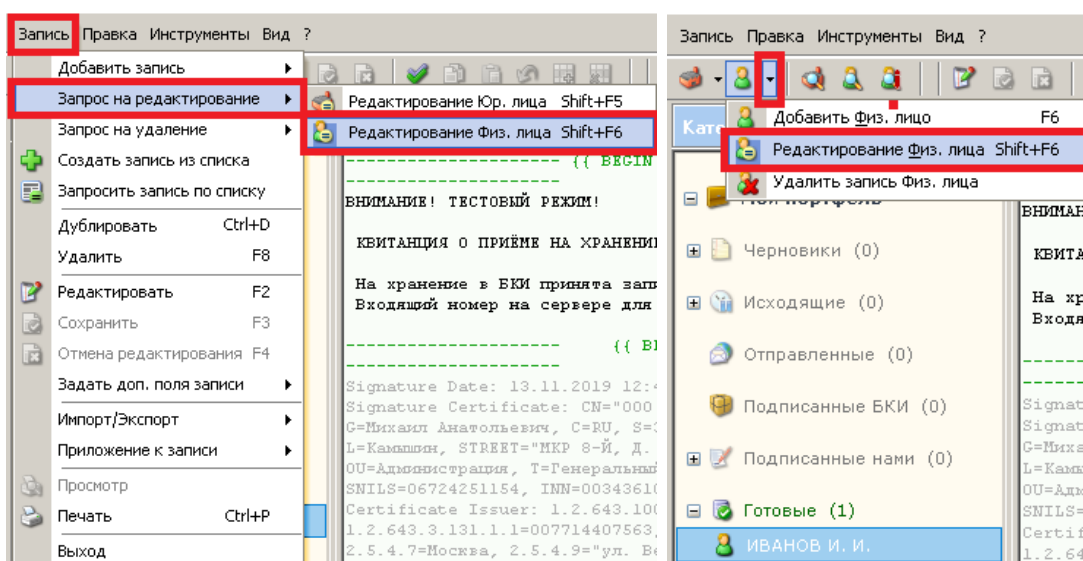 Запись Правка Инструменты Вид ?
Добавить запись
Запрос на редактирование
Запрос на удаление
Создать запись из списка
Запросить запись по списку
Дублировать Ctrl+D
Удалить F8
Редактировать F2
Сохранить F3
Отмена редактирования F4
Задать доп. поля записи
Импорт/Экспорт
Приложение к записи
Просмотр
Печать Ctrl+P
Выход
Редактирование Юр. лица Shift+F5
Редактирование Физ. лица Shift+F6
-------------------- {{ BEGIN
--------------------
ВНИМАНИЕ! ТЕСТОВЫЙ РЕЖИМ!
КВИТАНЦИЯ О ПРИЁМЕ НА ХРАНЕНИ
На хранение в БКИ принята зап
Входящий номер на сервере для
-------------------- {{ B
--------------------
Signature Date: 13.11.2019 12:
Signature Certificate: CN="000
G=Михаил Анатольевич, C=RU, S=
L=Камышин, STREET="МКР 8-Й, Д.
OU=Администрация, T=Генеральный
SNILS=06724251154, INN=00343610
Certificate Issuer: 1.2.643.100
1.2.643.3.131.1.1=007714407563,
2.5.4.7=Москва, 2.5.4.9="ул. Ве
Запись Правка Инструменты Вид ?
Кате
Добавить Физ. лицо F6
Редактирование Физ. лица Shift+F6
Удалить запись Физ. лица
Мой портфель
Черновики (0)
Исходящие (0)
Отправленные (0)
Подписанные БКИ (0)
Подписанные нами (0)
Готовые (1)
ИВАНОВ И. И.
ВНИМАН
КВИТА
На хр
Входя
------
------
Signat
Signat
G=Миха
L=Камы
OU=Адм
SNILS=
Certif
1.2.64